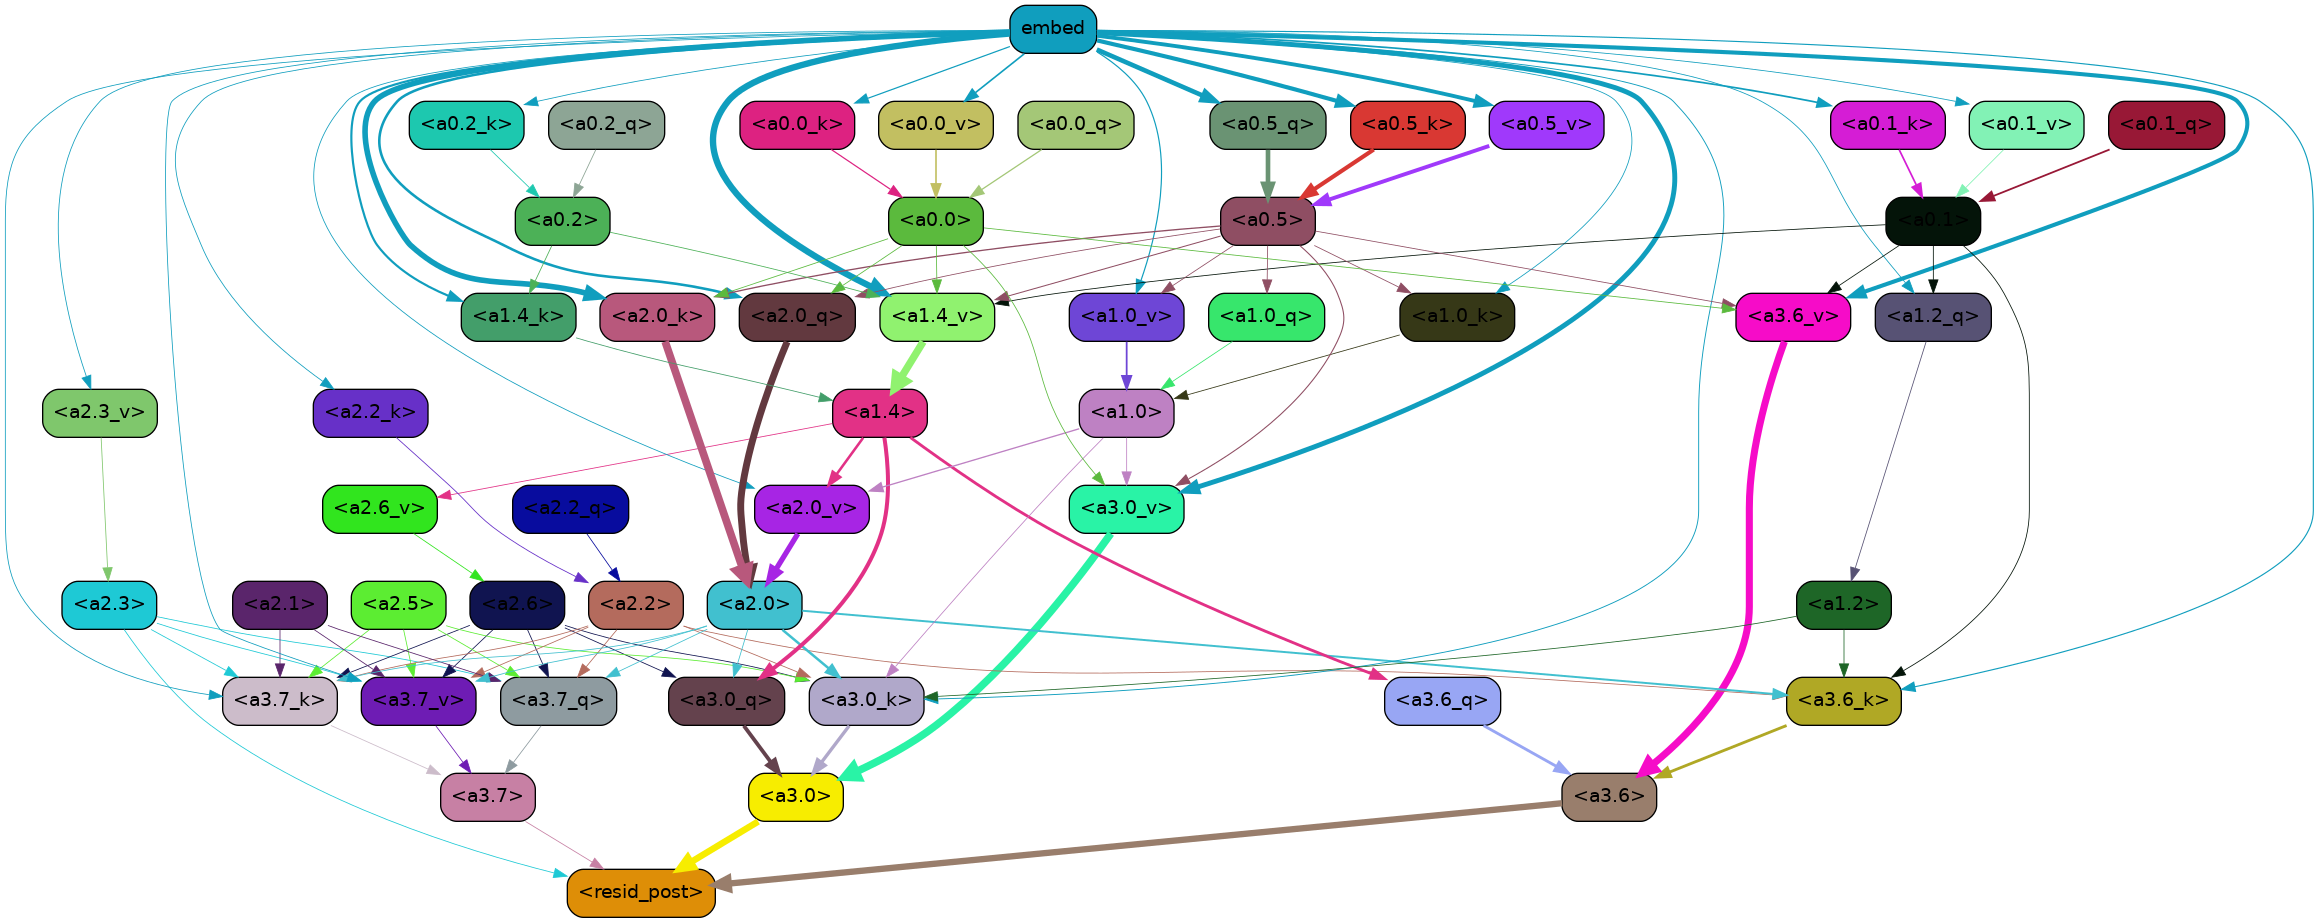 embed
<a0.2_k> <a0.2_q> <a0.0_k> <a0.0_v> <a0.0_q> <a0.5_q> <a0.5_k> <a0.5_v> <a0.1_k> <a0.1_v> <a0.1_q>
<a0.2> <a0.0> <a0.5> <a0.1>
<a1.4_k> <a2.0_k> <a2.0_q> <a1.4_v> <a1.0_v> <a1.0_q> <a1.0_k> <a3.6_v> <a1.2_q>
<a2.3_v> <a2.2_k> <a1.4> <a1.0>
<a2.6_v> <a2.2_q> <a2.0_v> <a3.0_v>
<a2.3> <a2.1> <a2.5> <a2.6> <a2.2> <a2.0> <a1.2>
<a3.7_k> <a3.7_v> <a3.7_q> <a3.0_q> <a3.0_k> <a3.6_q> <a3.6_k>
<a3.7> <a3.0> <a3.6>
<resid_post>